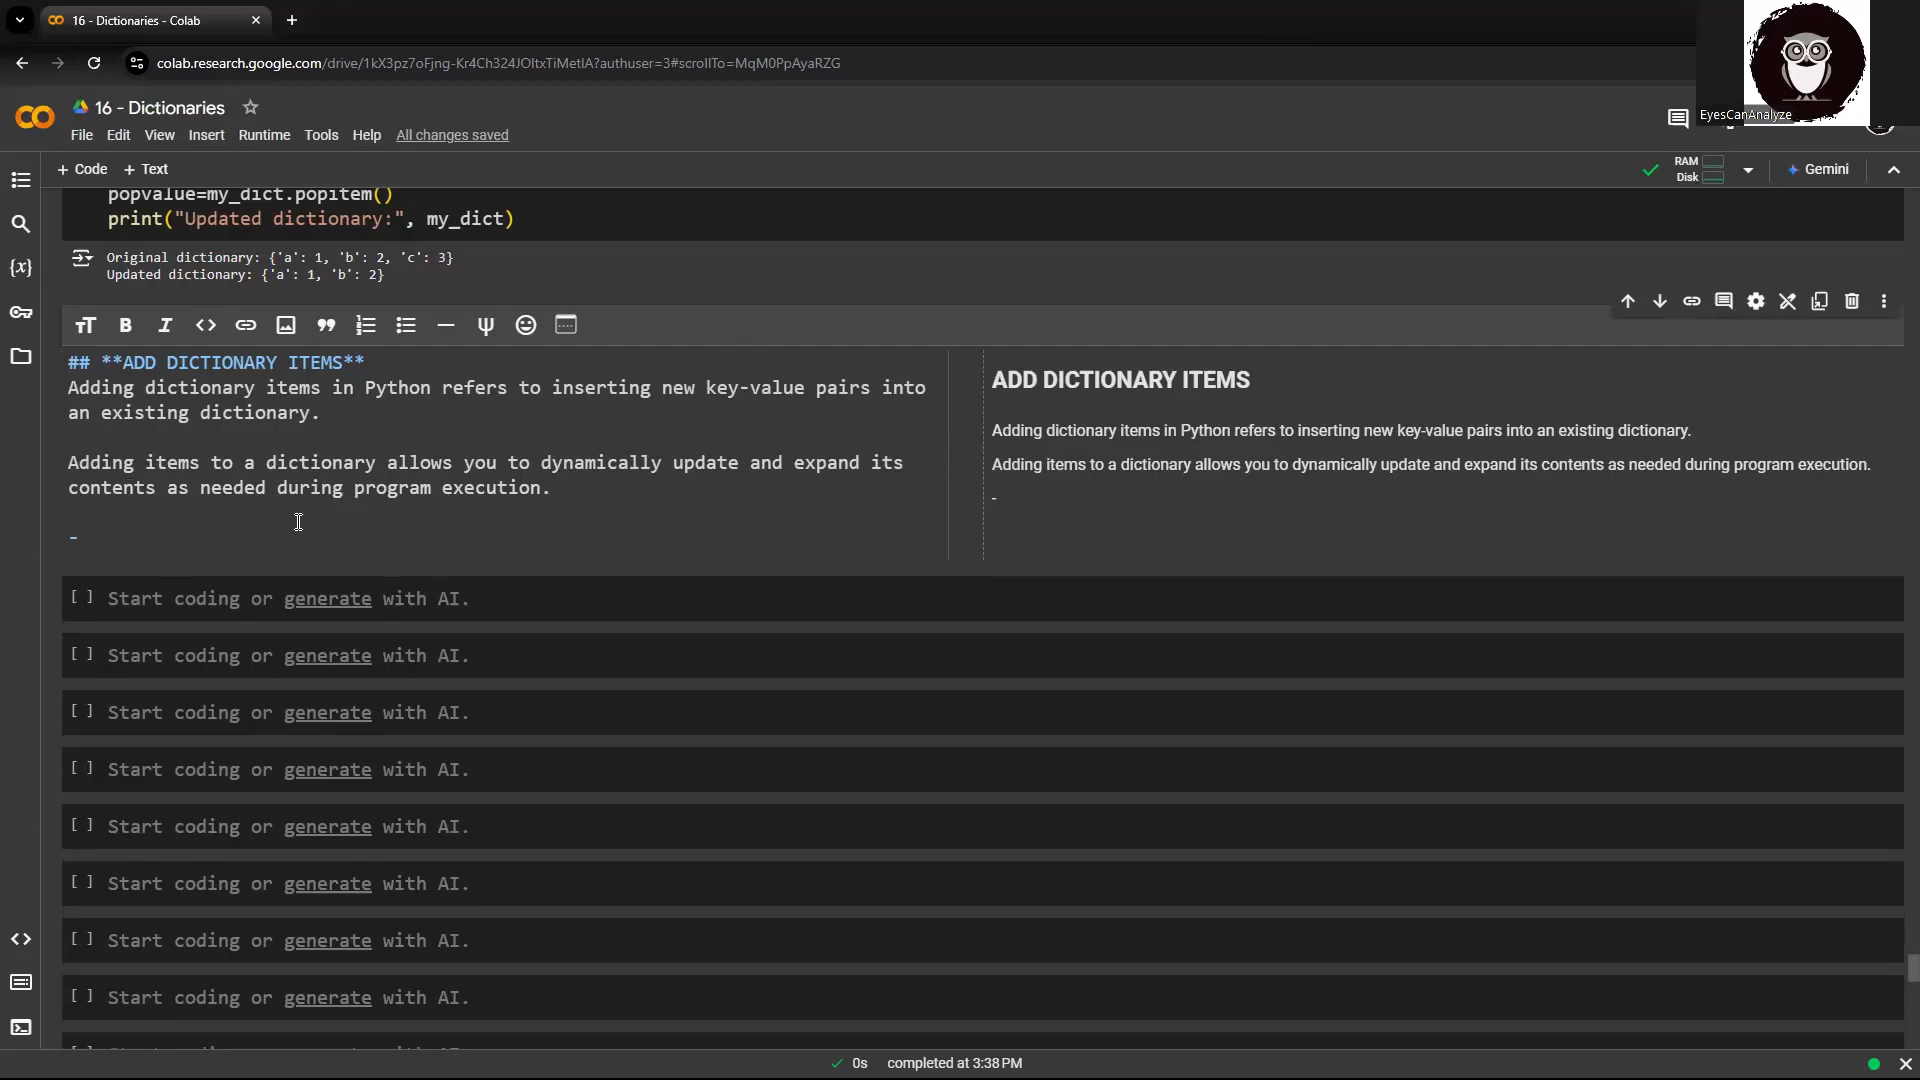 16 - Dictionaries - Colab
colab.research.google.com/drive/1kX3pz7oFjng-Kr4Ch324JOltxTiMetlA?authuser=3#scrollTo=MqM0PpAyaRZG
16 - Dictionaries
EyesCanAnalyze
File Edit View Insert Runtime Tools Help All changes saved
+ Code + Text
RAM
Disk
Gemini
popvalue=my_dict.popitem()
print("Updated dictionary:", my_dict)
Original dictionary: {'a': 1, 'b': 2, 'c': 3}
Updated dictionary: {'a': 1, 'b': 2}
## **ADD DICTIONARY ITEMS**
Adding dictionary items in Python refers to inserting new key-value pairs into
an existing dictionary.
Adding items to a dictionary allows you to dynamically update and expand its
contents as needed during program execution.
-
ADD DICTIONARY ITEMS
Adding dictionary items in Python refers to inserting new key-value pairs into an existing dictionary.
Adding items to a dictionary allows you to dynamically update and expand its contents as needed during program execution.
-
[ ] Start coding or generate with AI.
[ ] Start coding or generate with AI.
[ ] Start coding or generate with AI.
[ ] Start coding or generate with AI.
[ ] Start coding or generate with AI.
[ ] Start coding or generate with AI.
[ ] Start coding or generate with AI.
[ ] Start coding or generate with AI.
0s completed at 3:38 PM